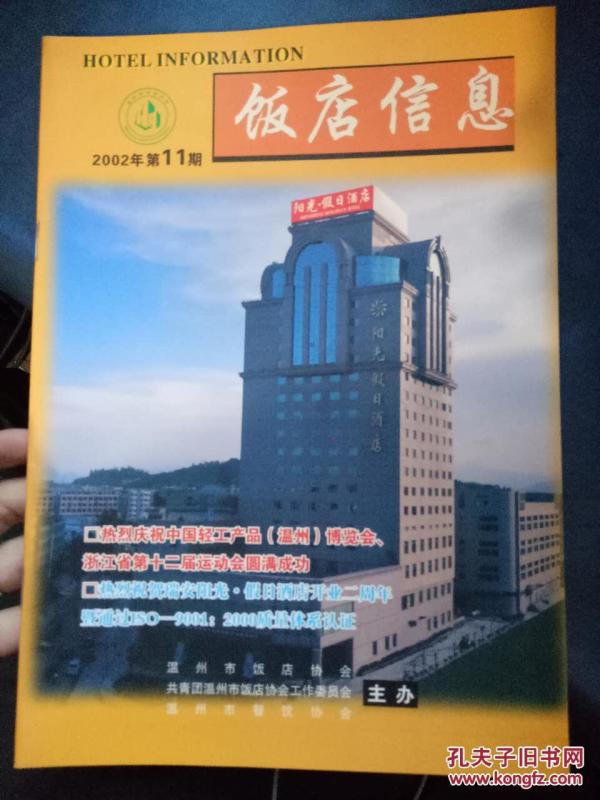 HOTEL INFORMATION
饭店信息
2002年第11期
阳光·假日酒店
阳光假日酒店
□热烈庆祝中国轻工产品(温州)博览会、
浙江省第十二届运动会圆满成功
□热烈祝贺瑞安阳光·假日酒店开业二周年
暨通过ISO—9001:2000质量体系认证
温州市饭店协会
共青团温州市饭店协会工作委员会
温州市餐饮协会
主办
孔夫子旧书网
www.kongfz.com